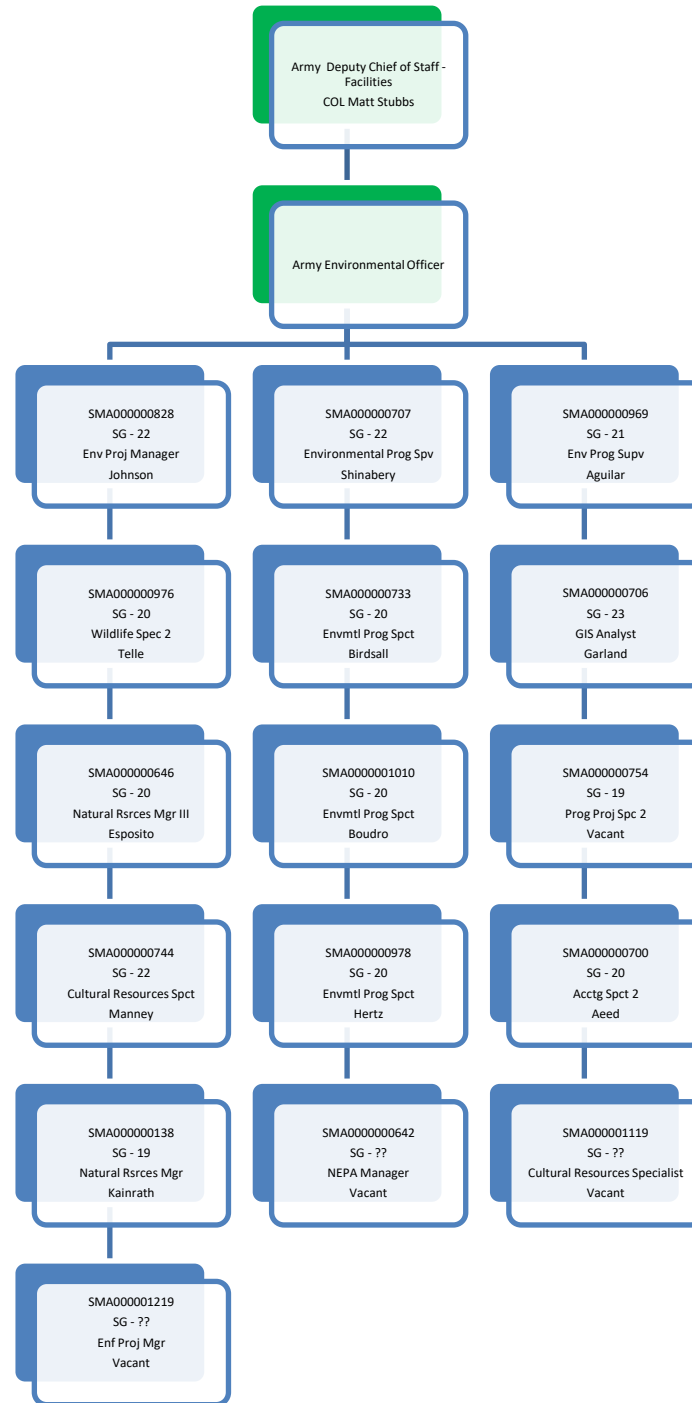 Army  Deputy Chief of Staff -
Facilities
COL Matt Stubbs
Army Environmental Officer
SMA000000828
SG - 22
Env Proj Manager
Johnson
SMA000000976
SG - 20
Wildlife Spec 2
Telle
SMA000000646
SG - 20
Natural Rsrces Mgr III
Esposito
SMA000000744
SG - 22
Cultural Resources Spct
Manney
SMA000000138
SG - 19
Natural Rsrces Mgr
Kainrath
SMA000001219
SG - ??
Enf Proj Mgr
Vacant
SMA000000707
SG - 22
Environmental Prog Spv
Shinabery
SMA000000733
SG - 20
Envmtl Prog Spct
Birdsall
SMA0000001010
SG - 20
Envmtl Prog Spct
Boudro
SMA000000978
SG - 20
Envmtl Prog Spct
Hertz
SMA0000000642
SG - ??
NEPA Manager
Vacant
SMA000000969
SG - 21
Env Prog Supv
Aguilar
SMA000000706
SG - 23
GIS Analyst
Garland
SMA000000754
SG - 19
Prog Proj Spc 2
Vacant
SMA000000700
SG - 20
Acctg Spct 2
Aeed
SMA000001119
SG - ??
Cultural Resources Specialist
Vacant